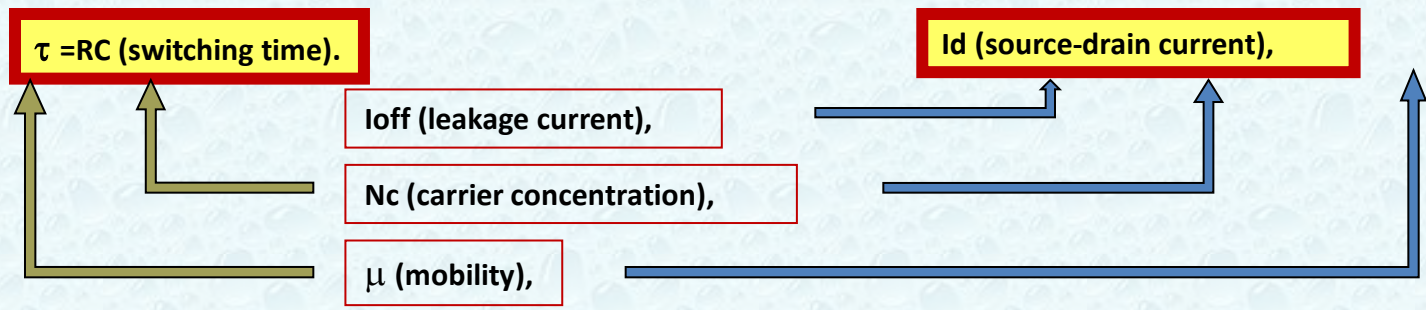 τ =RC (switching time).
Id (source-drain current),
Ioff (leakage current),
Nc (carrier concentration),
μ (mobility),